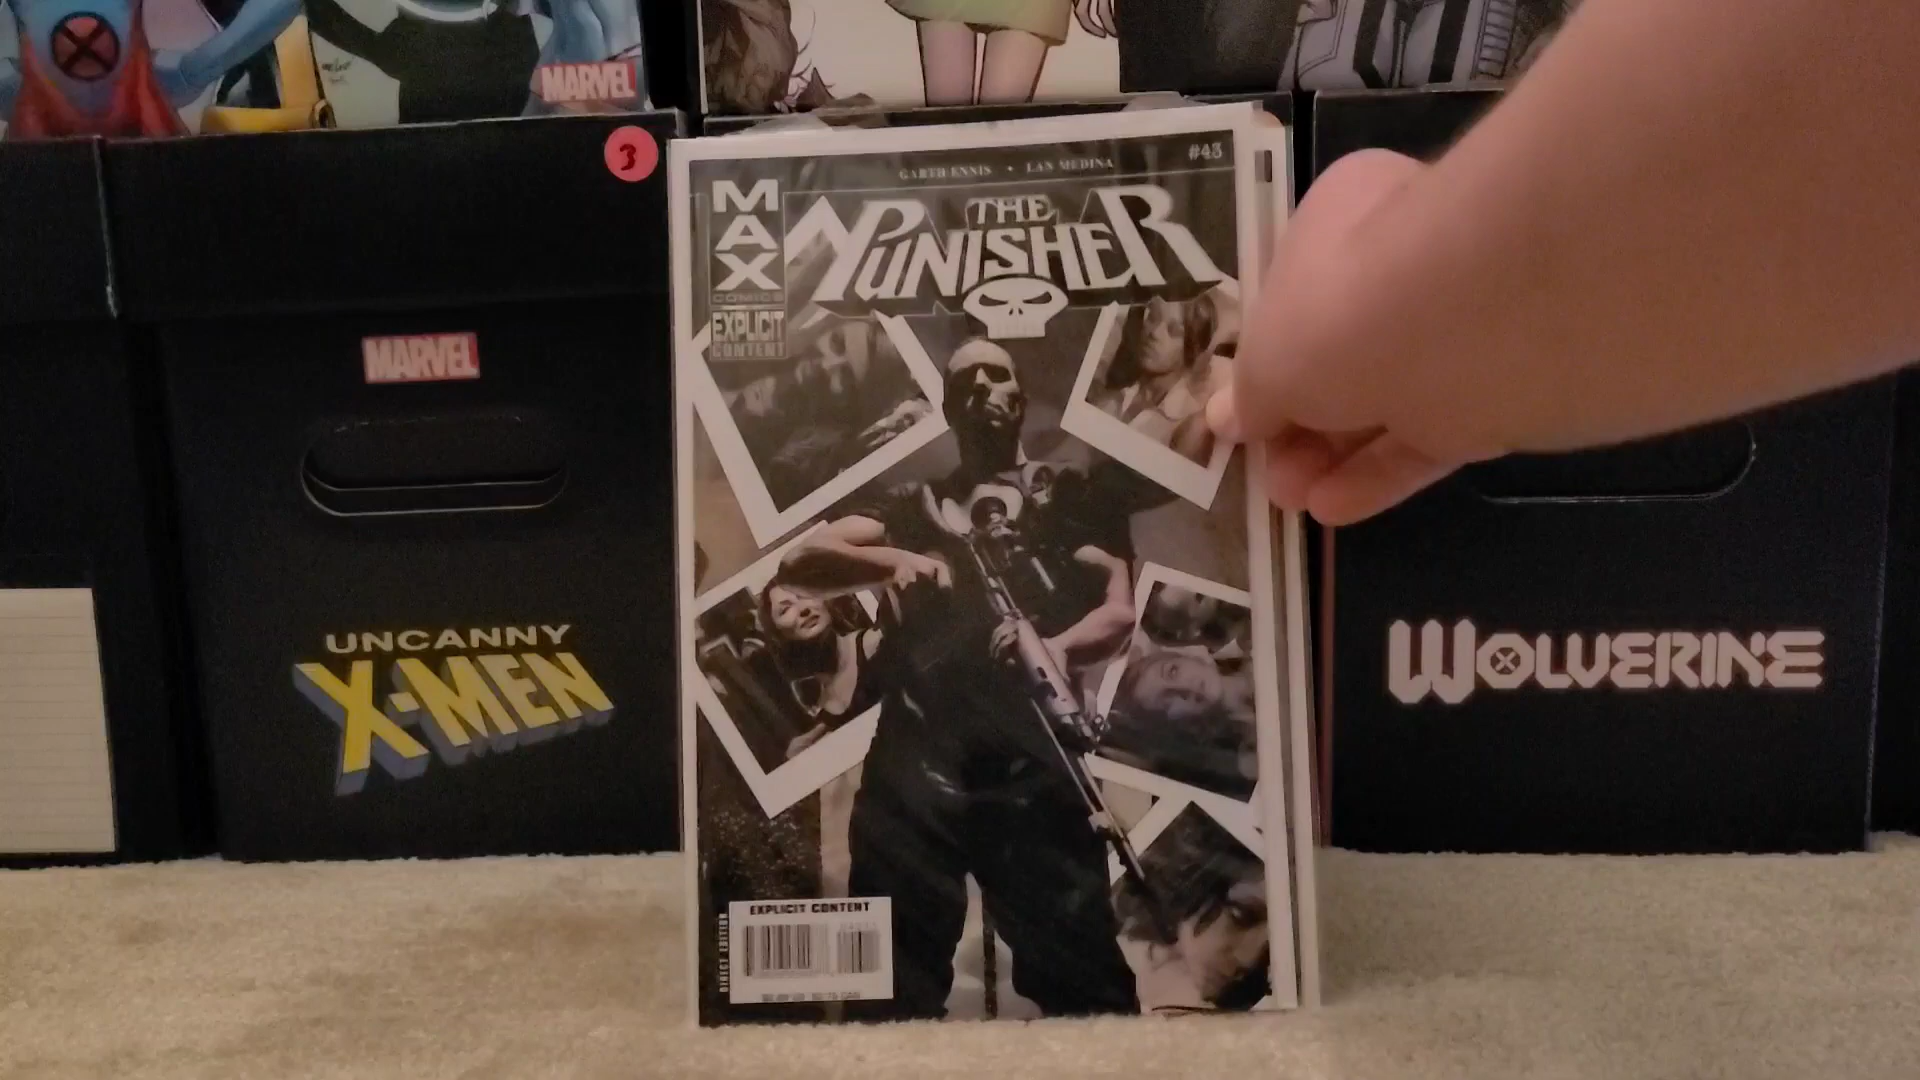 MARVEL
3
GARTH ENNIS • LAN MEDINA
#43
MAX
COMICS
EXPLICIT
CONTENT
THE
PUNISHER
MARVEL
UNCANNY
X-MEN
WOLVERINE
EXPLICIT CONTENT
DIRECT EDITION